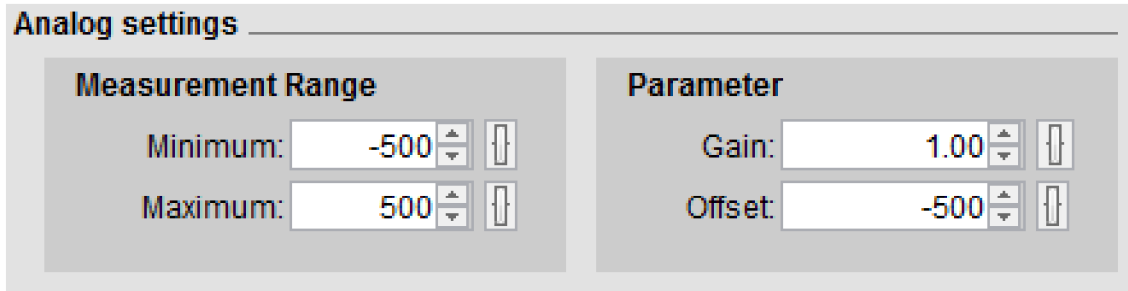 Analog settings
Measurement Range
Minimum: -500
Maximum: 500
Parameter
Gain: 1.00
Offset: -500